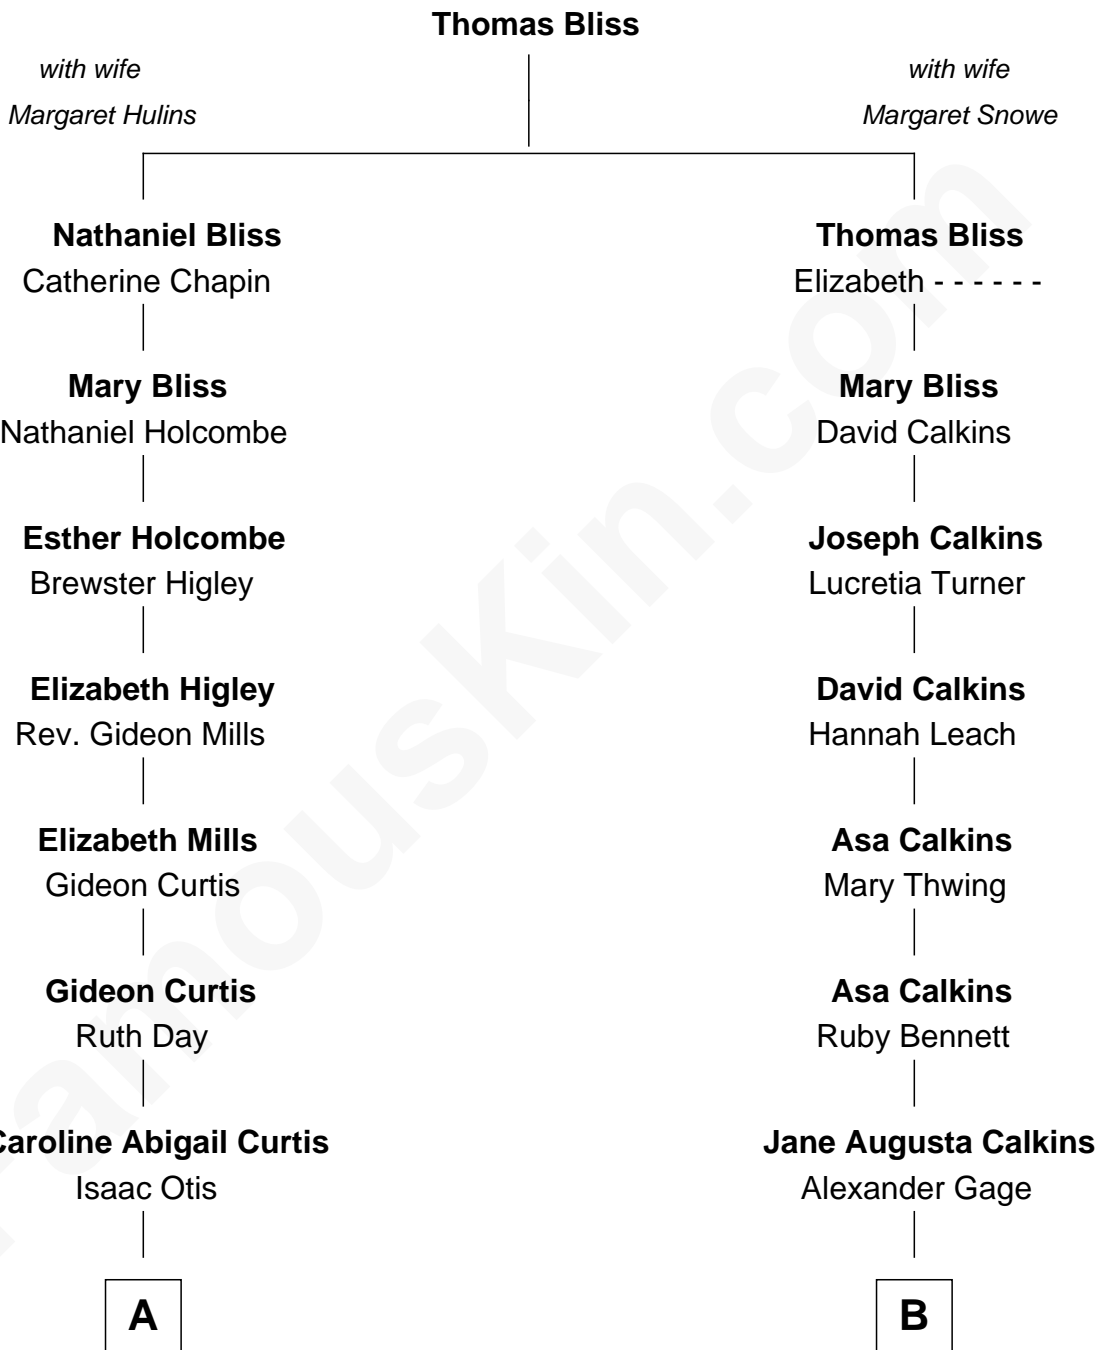 Thomas Bliss
with wife
Margaret Hulins
with wife
Margaret Snowe
Nathaniel Bliss
Catherine Chapin
Thomas Bliss
Elizabeth - - - - - -
Mary Bliss
Nathaniel Holcombe
Mary Bliss
David Calkins
Esther Holcombe
Brewster Higley
Joseph Calkins
Lucretia Turner
Elizabeth Higley
Rev. Gideon Mills
David Calkins
Hannah Leach
Elizabeth Mills
Gideon Curtis
Asa Calkins
Mary Thwing
Gideon Curtis
Ruth Day
Asa Calkins
Ruby Bennett
Caroline Abigail Curtis
Isaac Otis
Jane Augusta Calkins
Alexander Gage
A
B
FamousKin.com